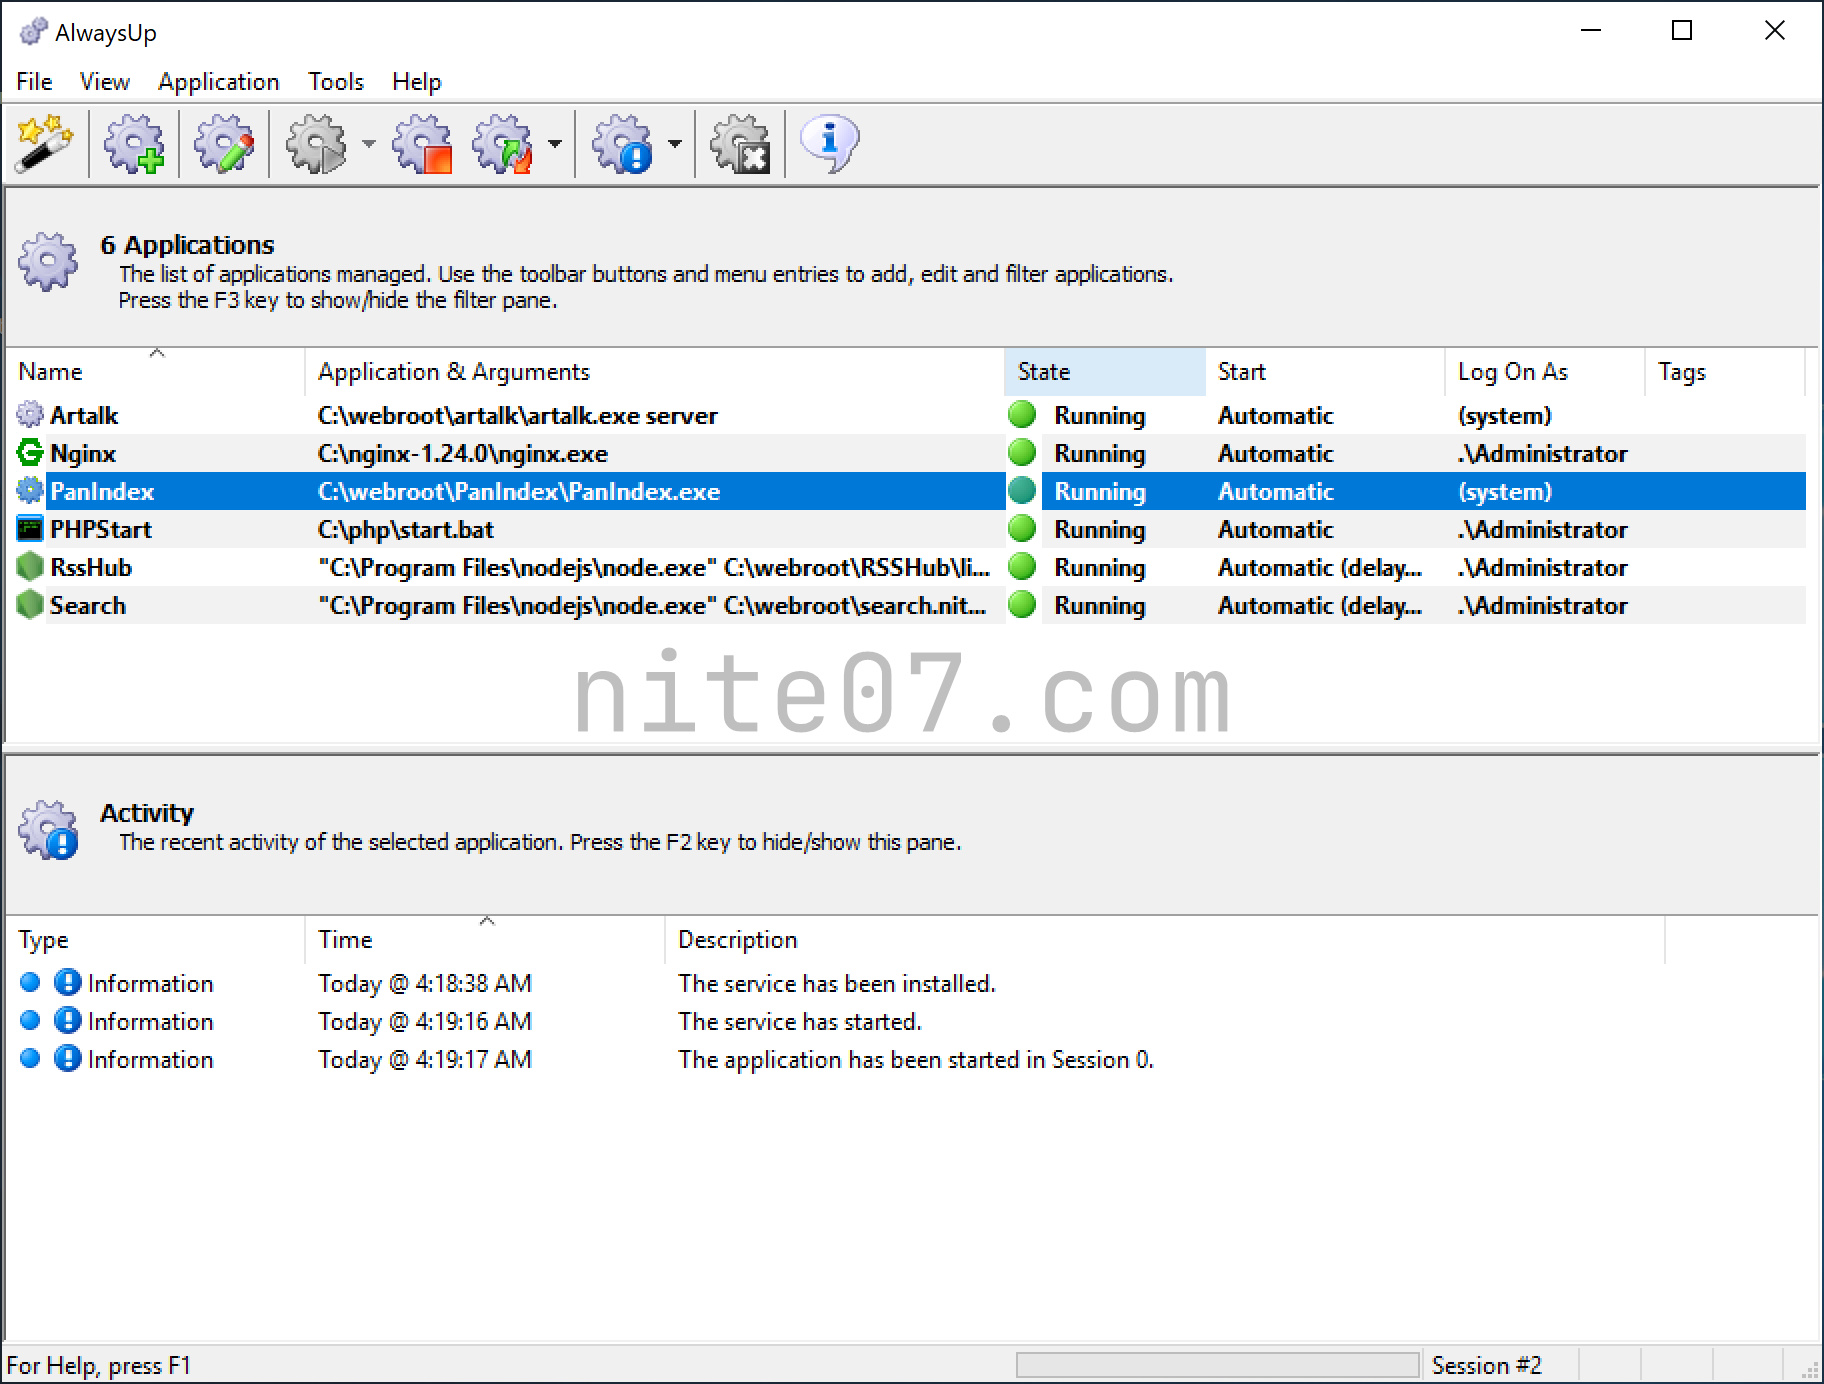 AlwaysUp
File View Application Tools Help
6 Applications
The list of applications managed. Use the toolbar buttons and menu entries to add, edit and filter applications.
Press the F3 key to show/hide the filter pane.
Name Application & Arguments State Start Log On As Tags
Artalk C:\webroot\artalk\artalk.exe server Running Automatic (system)
Nginx C:\nginx-1.24.0\nginx.exe Running Automatic .\Administrator
PanIndex C:\webroot\PanIndex\PanIndex.exe Running Automatic (system)
PHPStart C:\php\start.bat Running Automatic .\Administrator
RssHub "C:\Program Files\nodejs\node.exe" C:\webroot\RSSHub\li... Running Automatic (delay... .\Administrator
Search "C:\Program Files\nodejs\node.exe" C:\webroot\search.nit... Running Automatic (delay... .\Administrator
nite07.com
Activity
The recent activity of the selected application. Press the F2 key to hide/show this pane.
Type Time Description
Information Today @ 4:18:38 AM The service has been installed.
Information Today @ 4:19:16 AM The service has started.
Information Today @ 4:19:17 AM The application has been started in Session 0.
For Help, press F1 Session #2